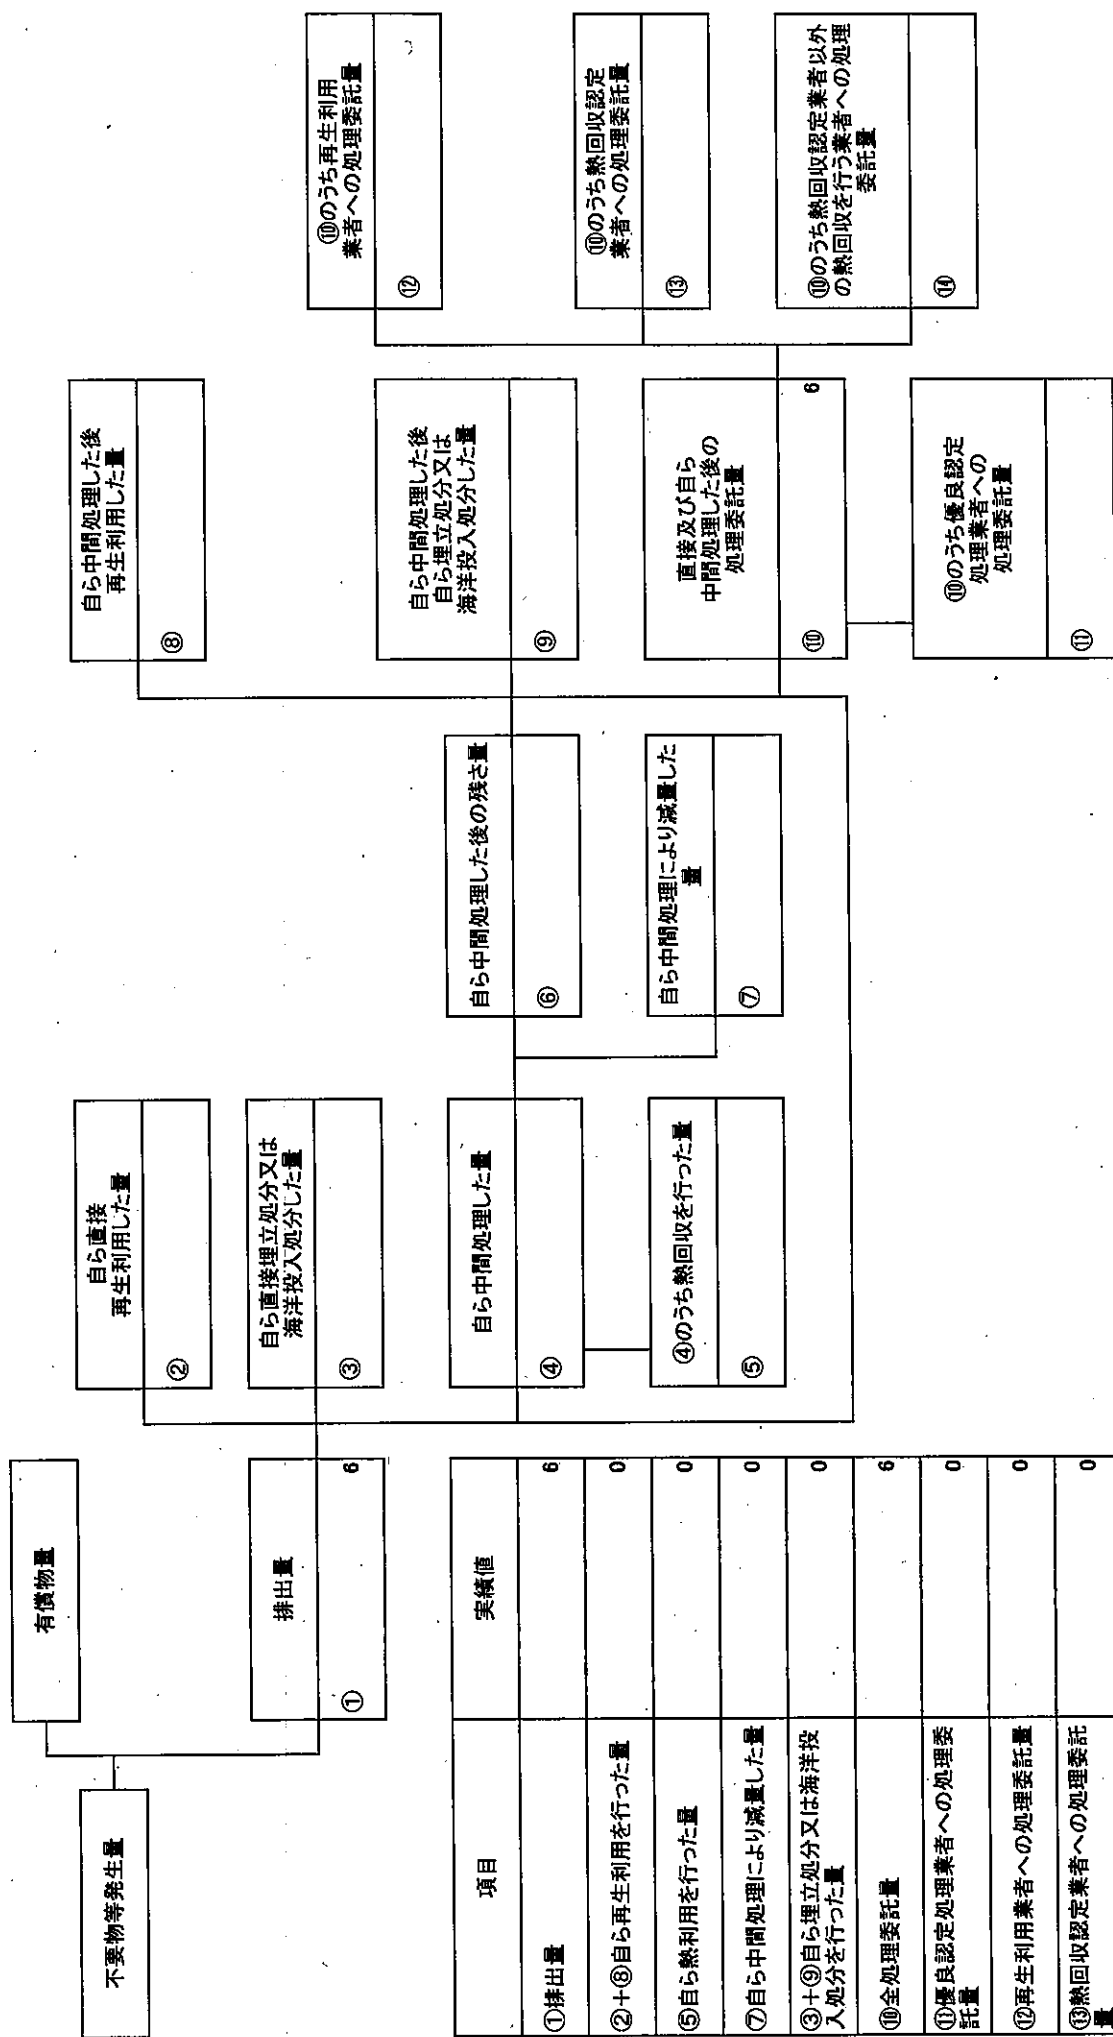 不要物等発生量
有償物量
排出量
① 6
自ら直接
再生利用した量
②
自ら直接埋立処分又は
海洋投入処分した量
③
自ら中間処理した量
④
④のうち熱回収を行った量
⑤
自ら中間処理した後の残さ量
⑥
自ら中間処理により減量した
量
⑦
自ら中間処理した後
再生利用した量
⑧
自ら中間処理した後
自ら埋立処分又は
海洋投入処分した量
⑨
直接及び自ら
中間処理した後の
処理委託量
⑩ 6
⑩のうち優良認定
処理業者への
処理委託量
⑪
⑩のうち再生利用
業者への処理委託量
⑫
⑩のうち熱回収認定
業者への処理委託量
⑬
⑩のうち熱回収認定業者以外
の熱回収を行う業者への処理
委託量
⑭
項目 実績値
①排出量 6
②+⑧自ら再生利用を行った量 0
⑤自ら熱利用を行った量 0
⑦自ら中間処理により減量した量 0
③+⑨自ら埋立処分又は海洋投
入処分を行った量 0
⑩全処理委託量 6
⑪優良認定処理業者への処理委
託量 0
⑫再生利用業者への処理委託量 0
⑬熱回収認定業者への処理委託
量 0